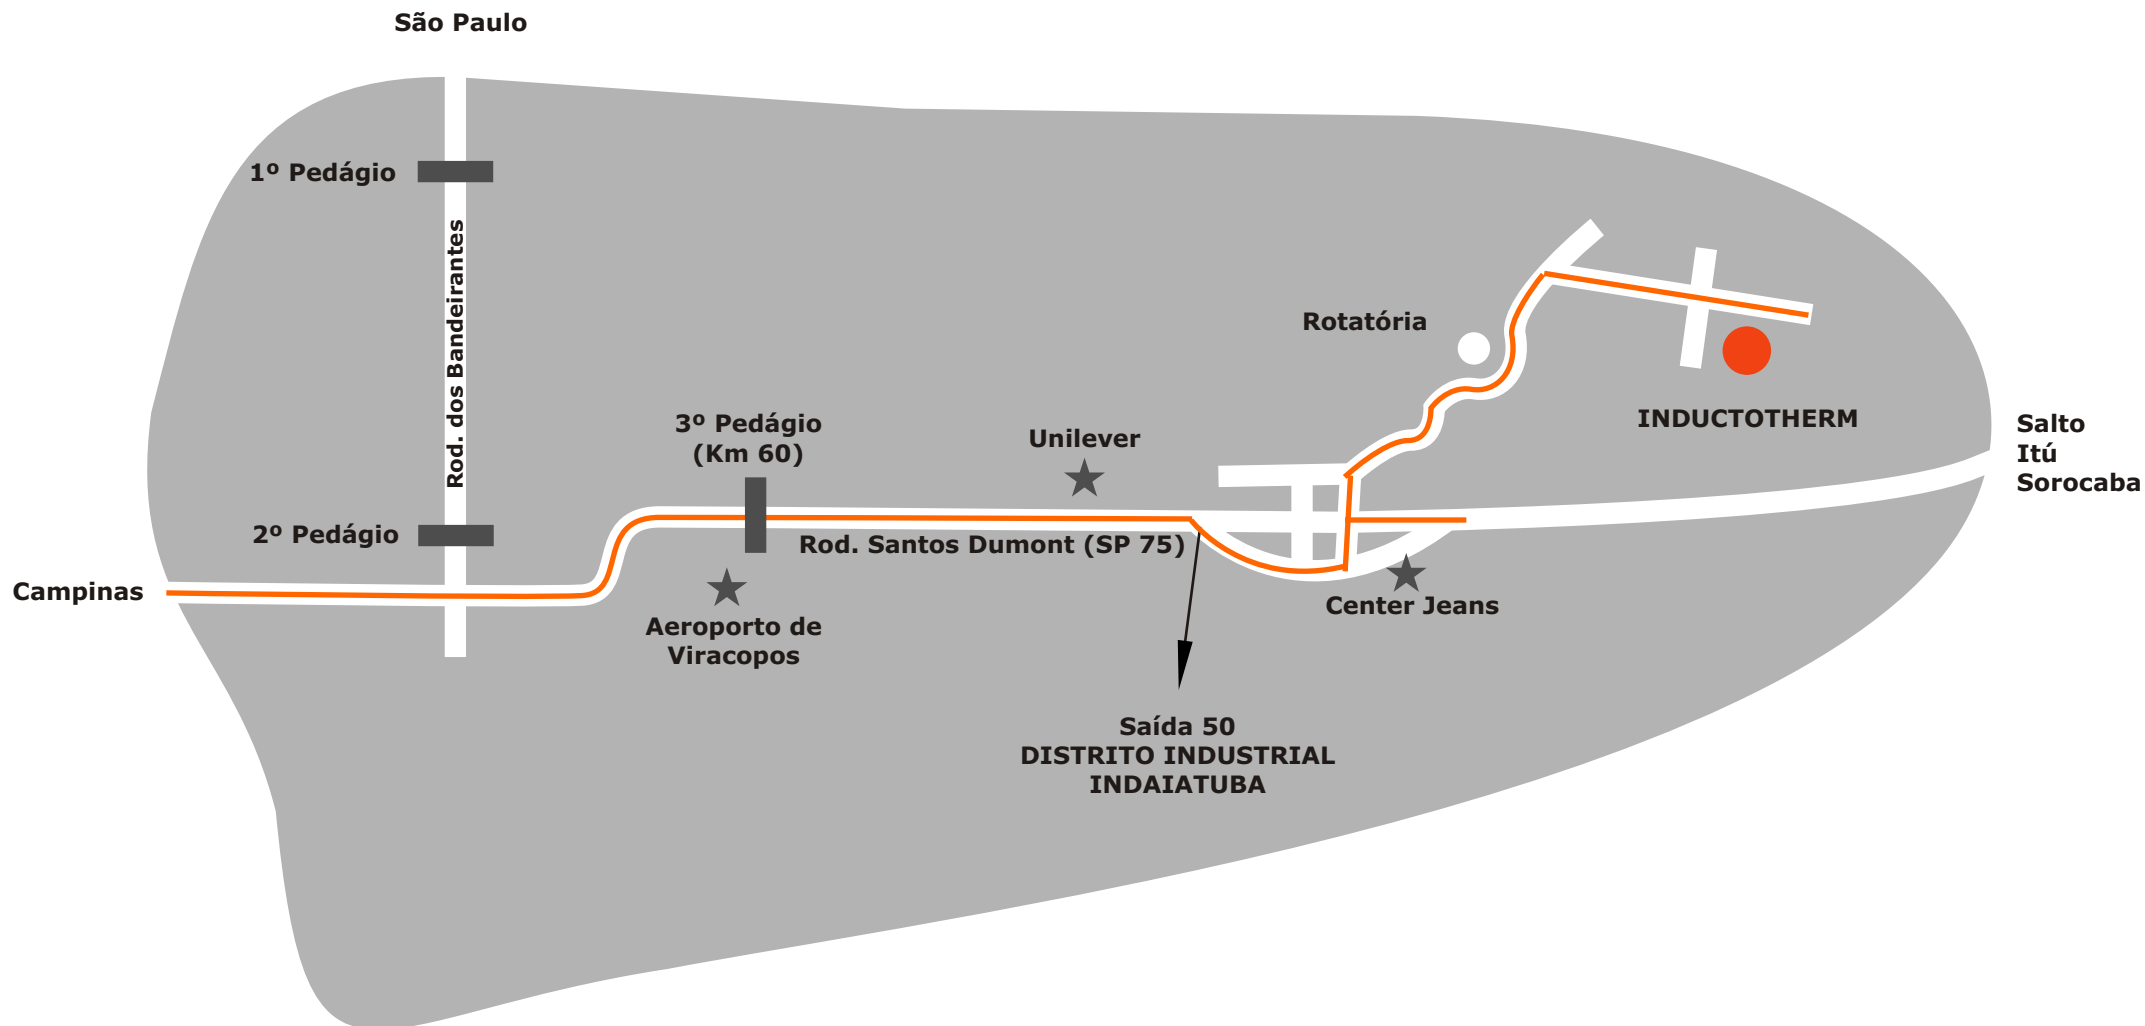 São Paulo
1º Pedágio
Rod. dos Bandeirantes
Rotatória
INDUCTOTHERM
3º Pedágio
(Km 60)
Unilever
Salto
Itú
Sorocaba
2º Pedágio
Rod. Santos Dumont (SP 75)
Campinas
Center Jeans
Aeroporto de
Viracopos
Saída 50
DISTRITO INDUSTRIAL
INDAIATUBA